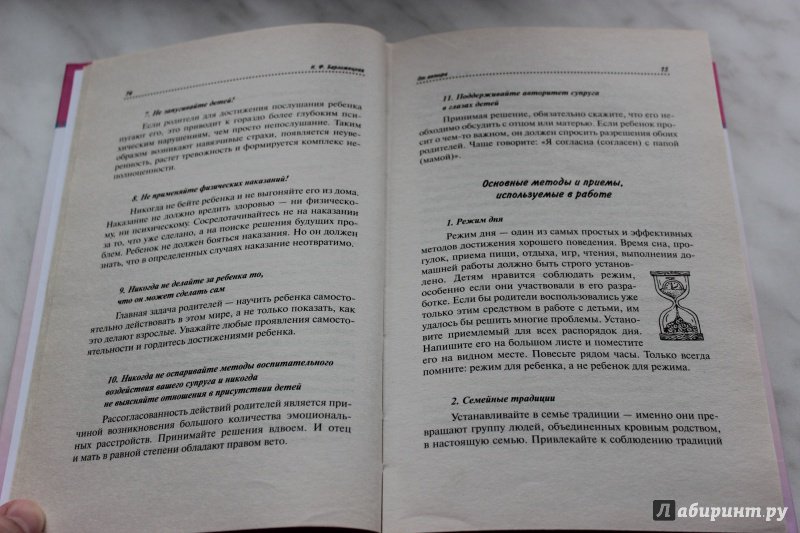 Н. Ф. Барложецкая
7. Не запугивайте детей!
Если родители для достижения послушания ребенка
пугают его, это приводит к гораздо более глубоким пси-
хическим нарушениям, чем просто непослушание. Таким
образом возникают навязчивые страхи, появляется неуве-
ренность, растет тревожность и формируется комплекс не-
полноценности.
8. Не применяйте физических наказаний!
Никогда не бейте ребенка и не выгоняйте его из дома.
Наказание не должно вредить здоровью — ни физическо-
му, ни психическому. Сосредотачивайтесь не на наказании
за то, что уже сделано, а на поиске решения будущих проб-
лем. Ребенок не должен бояться наказания. Но он должен
знать, что в определенных случаях наказание неотвратимо.
9. Никогда не делайте за ребенка то,
что он может сделать сам
Главная задача родителей — научить ребенка самосто-
ятельно действовать в этом мире, а не только показать, как
это делают взрослые. Уважайте любые проявления самосто-
ятельности и гордитесь достижениями ребенка.
10. Никогда не оспаривайте методы воспитательного
воздействия вашего супруга и никогда
не выясняйте отношения в присутствии детей
Рассогласованность действий родителей является при-
чиной возникновения большого количества эмоциональ-
ных расстройств. Принимайте решения вдвоем. И отец
и мать в равной степени обладают правом вето.
От автора
11. Поддерживайте авторитет супруга
в глазах детей
Принимая решение, обязательно скажите, что его не-
обходимо обсудить с отцом или матерью. Если ребенок про-
сит о чем-то важном, он должен спросить разрешения обоих
родителей. Чаще говорите: «Я согласна (согласен) с папой
(мамой)».
Основные методы и приемы,
используемые в работе
1. Режим дня
Режим дня — один из самых простых и эффективных
методов достижения хорошего поведения. Время сна, про-
гулок, приема пищи, отдыха, игр, чтения, выполнения до-
машней работы должны быть строго установ-
лено. Детям нравится соблюдать режим,
особенно если они участвовали в его разра-
ботке. Если бы родители воспользовались уже
только этим средством в работе с детьми, им
удалось бы решить многие проблемы. Устано-
вите приемлемый для всех распорядок дня.
Напишите его на большом листе и поместите
его на видном месте. Повесьте рядом часы. Только всегда
помните: режим для ребенка, а не ребенок для режима.
2. Семейные традиции
Устанавливайте в семье традиции — именно они пре-
вращают группу людей, объединенных кровным родством,
в настоящую семью. Привлекайте к соблюдению традиций
Лабиринт.ру